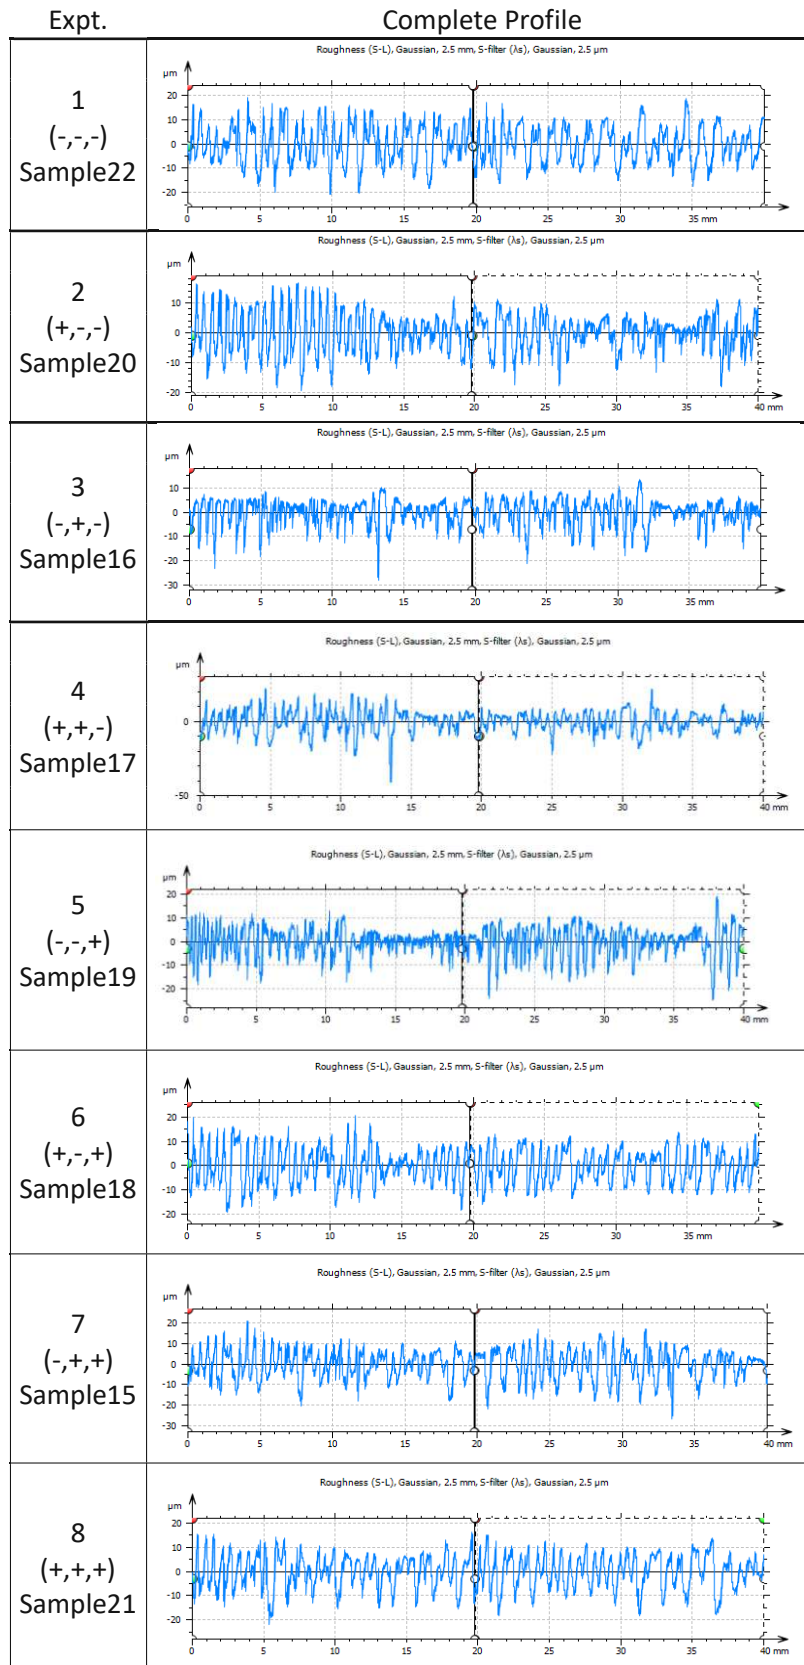 Expt. Complete Profile
Roughness (S-L), Gaussian, 2.5 mm, S-filter (λs), Gaussian, 2.5 µm
1
(-,-,-)
Sample22
µm
20
10
0
-10
-20
0 5 10 15 20 25 30 35 mm
Roughness (S-L), Gaussian, 2.5 mm, S-filter (λs), Gaussian, 2.5 µm
2
(+,-,-)
Sample20
µm
10
0
-10
-20
0 5 10 15 20 25 30 35 40 mm
Roughness (S-L), Gaussian, 2.5 mm, S-filter (λs), Gaussian, 2.5 µm
3
(-,+,-)
Sample16
µm
10
0
-10
-20
-30
0 5 10 15 20 25 30 35 mm
Roughness (S-L), Gaussian, 2.5 mm, S-filter (λs), Gaussian, 2.5 µm
4
(+,+,-)
Sample17
µm
0
-50
0 5 10 15 20 25 30 35 40 mm
Roughness (S-L), Gaussian, 2.5 mm, S-filter (λs), Gaussian, 2.5 µm
5
(-,-,+)
Sample19
µm
20
10
0
-10
-20
0 5 10 15 20 25 30 35 40 mm
Roughness (S-L), Gaussian, 2.5 mm, S-filter (λs), Gaussian, 2.5 µm
6
(+,-,+)
Sample18
µm
20
10
0
-10
-20
0 5 10 15 20 25 30 35 mm
Roughness (S-L), Gaussian, 2.5 mm, S-filter (λs), Gaussian, 2.5 µm
7
(-,+,+)
Sample15
µm
20
10
0
-10
-20
-30
0 5 10 15 20 25 30 35 40 mm
Roughness (S-L), Gaussian, 2.5 mm, S-filter (λs), Gaussian, 2.5 µm
8
(+,+,+)
Sample21
µm
20
10
0
-10
-20
0 5 10 15 20 25 30 35 40 mm